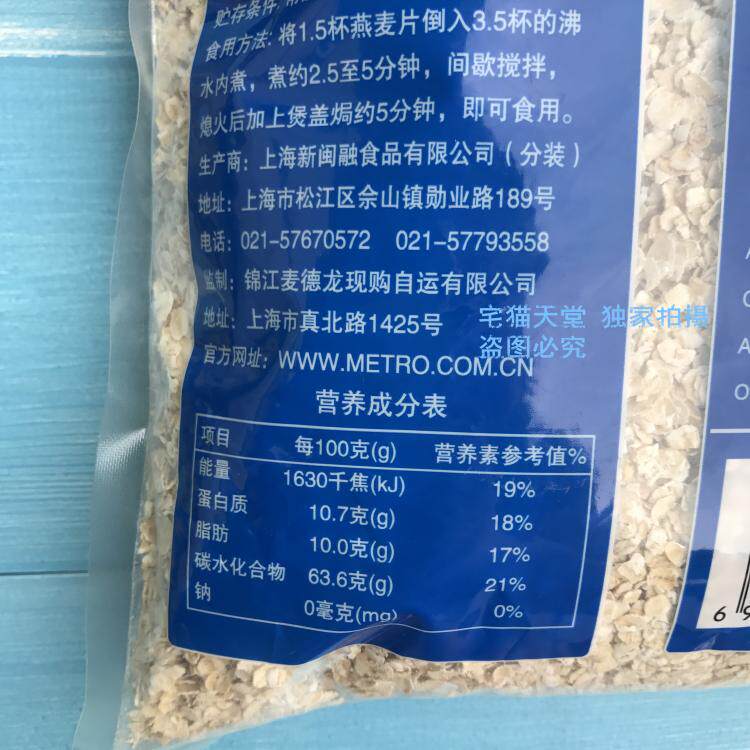 贮存条件:
食用方法: 将1.5杯燕麦片倒入3.5杯的沸
水内煮，煮约2.5至5分钟，间歇搅拌，
熄火后加上煲盖焗约5分钟，即可食用。
生产商: 上海新闽融食品有限公司（分装）
地址: 上海市松江区佘山镇勋业路189号
电话: 021-57670572 021-57793558
监制: 锦江麦德龙现购自运有限公司
地址: 上海市真北路1425号
官方网址: WWW.METRO.COM.CN
宅猫天堂 独家拍攝
盗图必究
营养成分表
项目 每100克(g) 营养素参考值%
能量 1630千焦(kJ) 19%
蛋白质 10.7克(g) 18%
脂肪 10.0克(g) 17%
碳水化合物 63.6克(g) 21%
钠 0毫克(mg) 0%